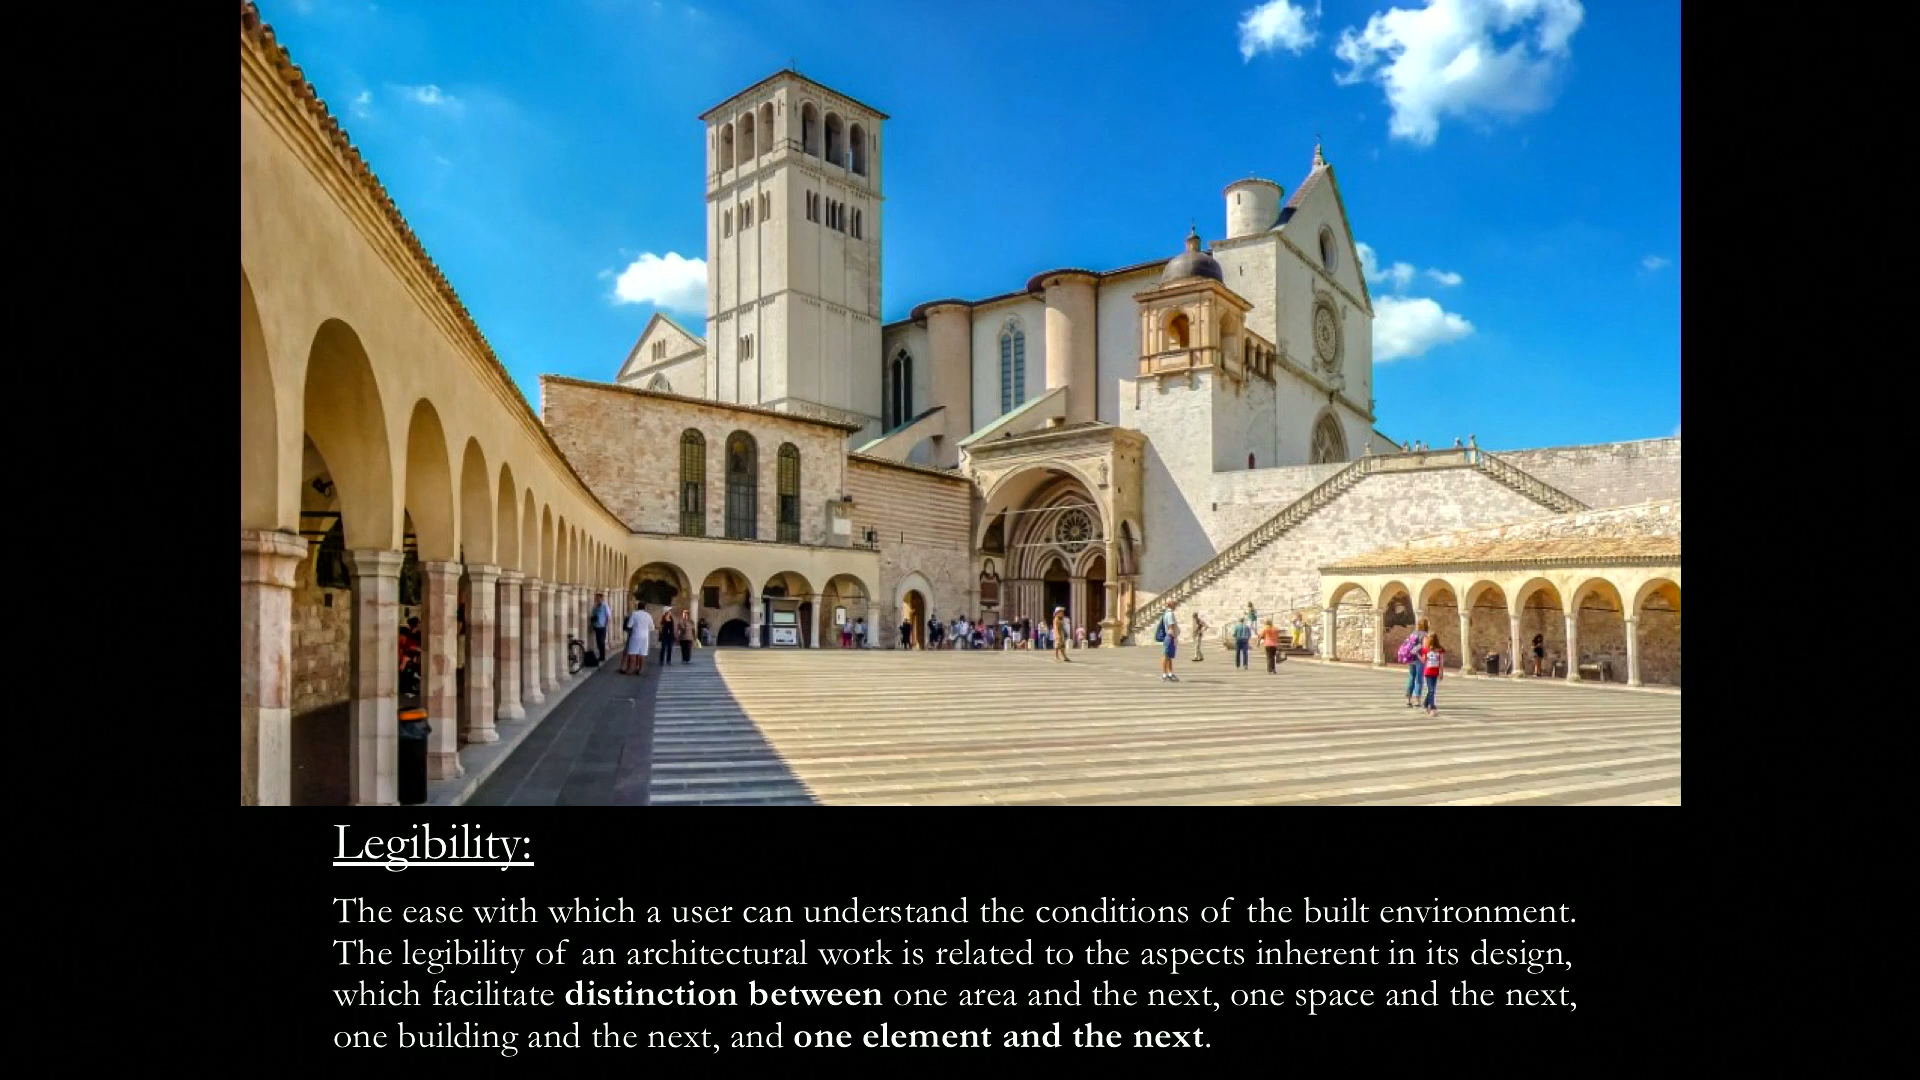 Legibility:
The ease with which a user can understand the conditions of the built environment.
The legibility of an architectural work is related to the aspects inherent in its design,
which facilitate distinction between one area and the next, one space and the next,
one building and the next, and one element and the next.